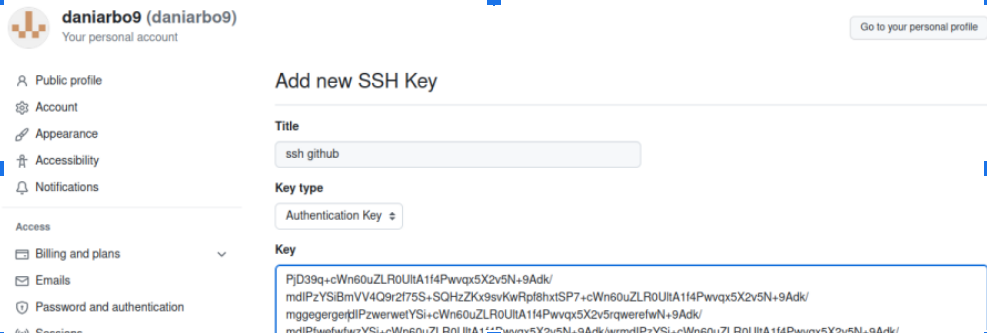 daniarbo9 (daniarbo9)
Your personal account
Go to your personal profile
Public profile
Account
Appearance
Accessibility
Notifications
Access
Billing and plans
Emails
Password and authentication
Sessions
Add new SSH Key
Title
ssh github
Key type
Authentication Key
Key
PjD39q+cWn60uZLR0UltA1f4Pwvqx5X2v5N+9Adk/
mdIPzYSiBmVV4Q9r2f75S+SQHzZKx9svKwRpf8hxtSP7+cWn60uZLR0UltA1f4Pwvqx5X2v5N+9Adk/
mggegergerdIPzwerwetYSi+cWn60uZLR0UltA1f4Pwvqx5X2v5rqwerefwN+9Adk/